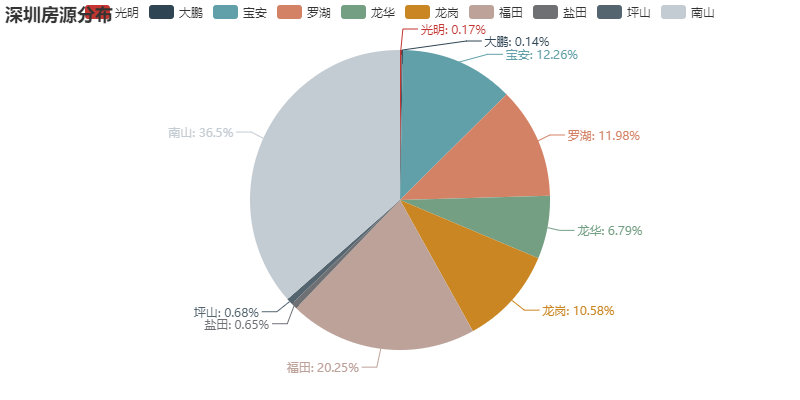 深圳房源分布
光明 大鹏 宝安 罗湖 龙华 龙岗 福田 盐田 坪山 南山
光明: 0.17%
大鹏: 0.14%
宝安: 12.26%
南山: 36.5%
罗湖: 11.98%
龙华: 6.79%
龙岗: 10.58%
坪山: 0.68%
盐田: 0.65%
福田: 20.25%